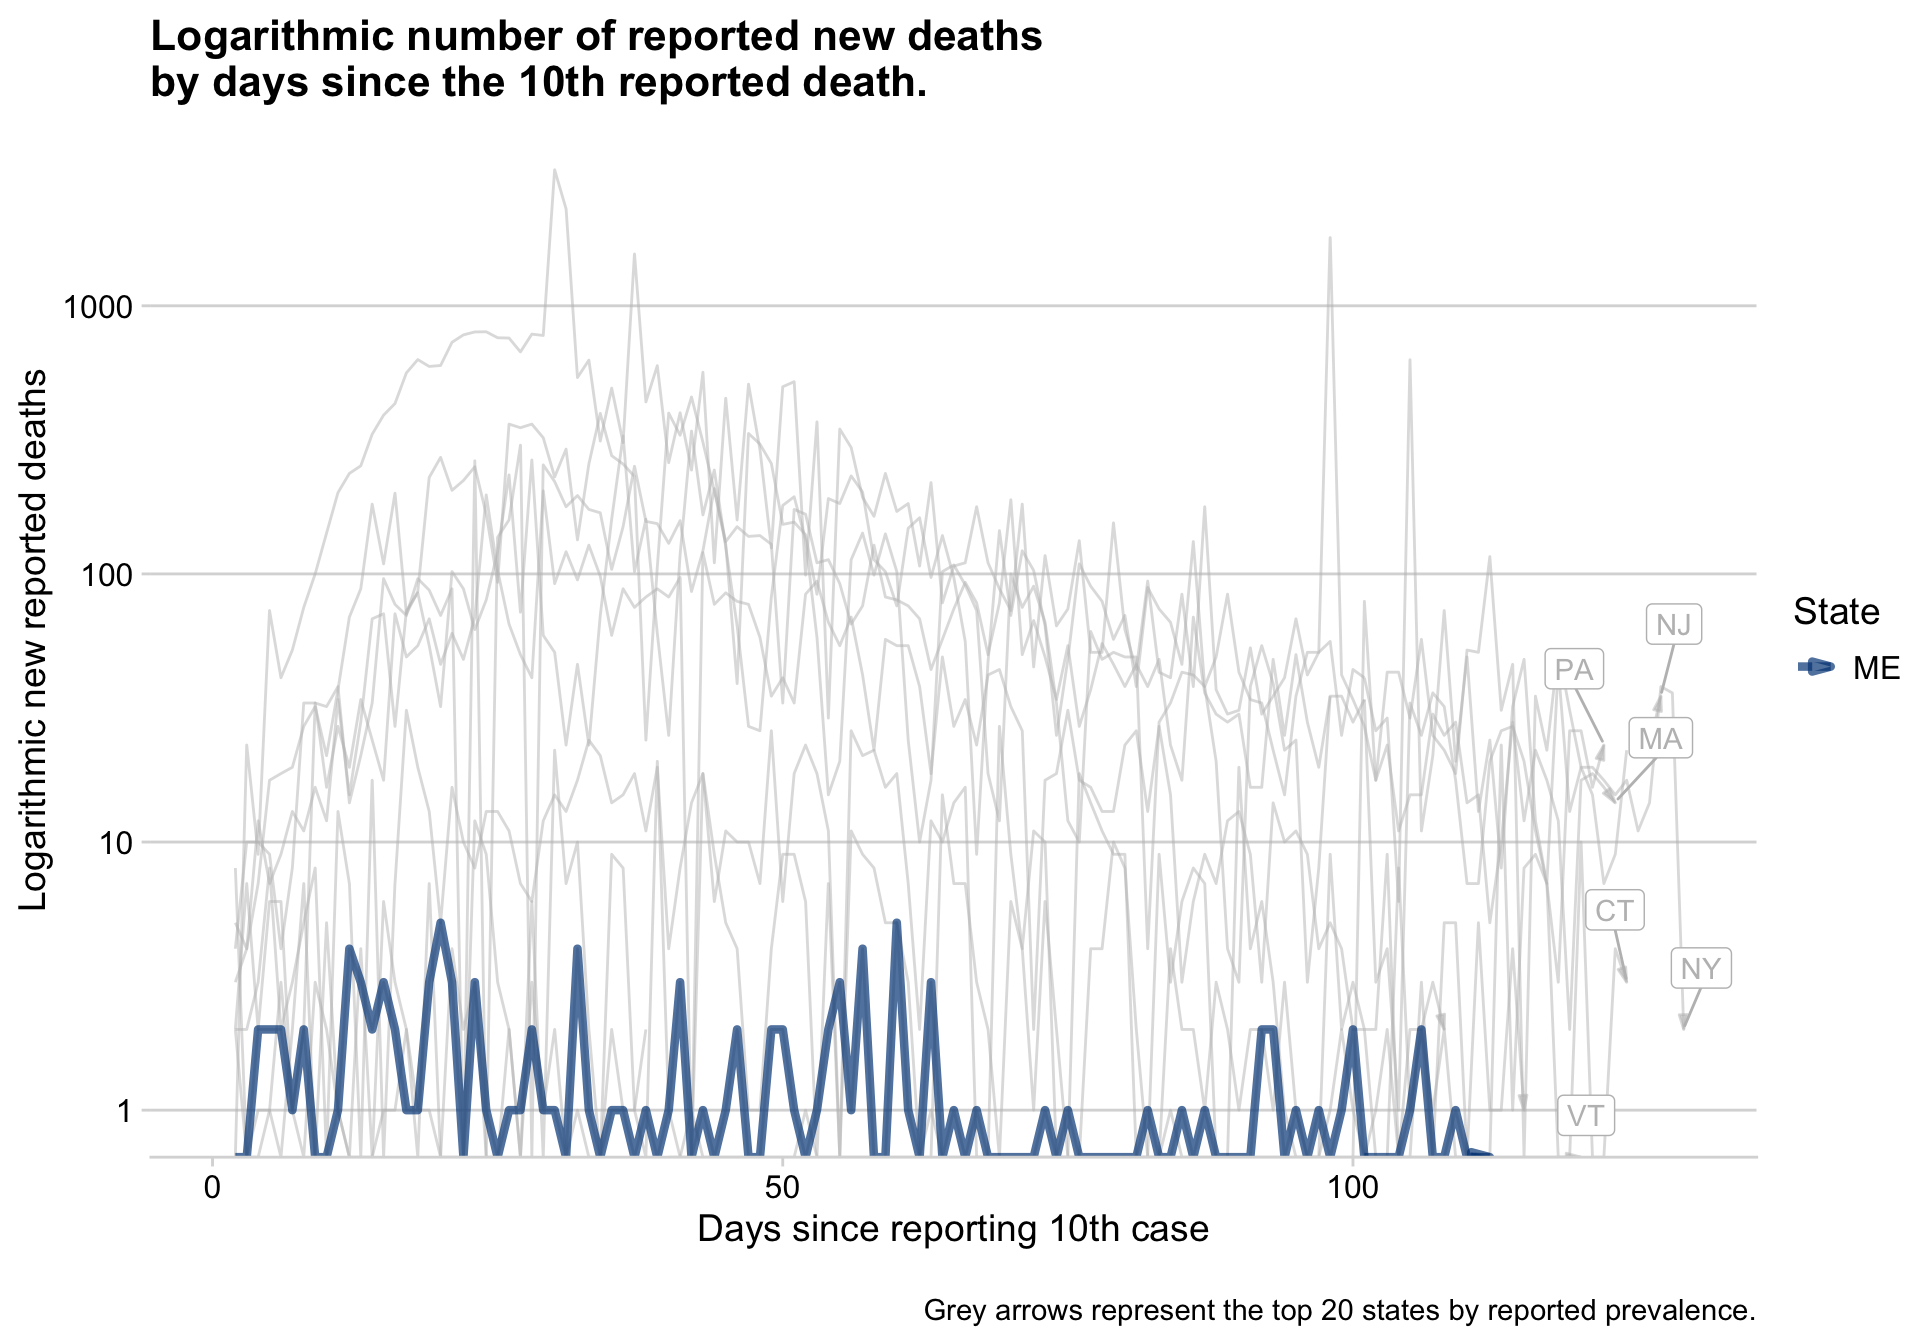 Logarithmic number of reported new deaths
by days since the 10th reported death.
Logarithmic new reported deaths
1000
100
10
1
0
50
100
Days since reporting 10th case
NJ
PA
MA
CT
NY
VT
State
ME
Grey arrows represent the top 20 states by reported prevalence.